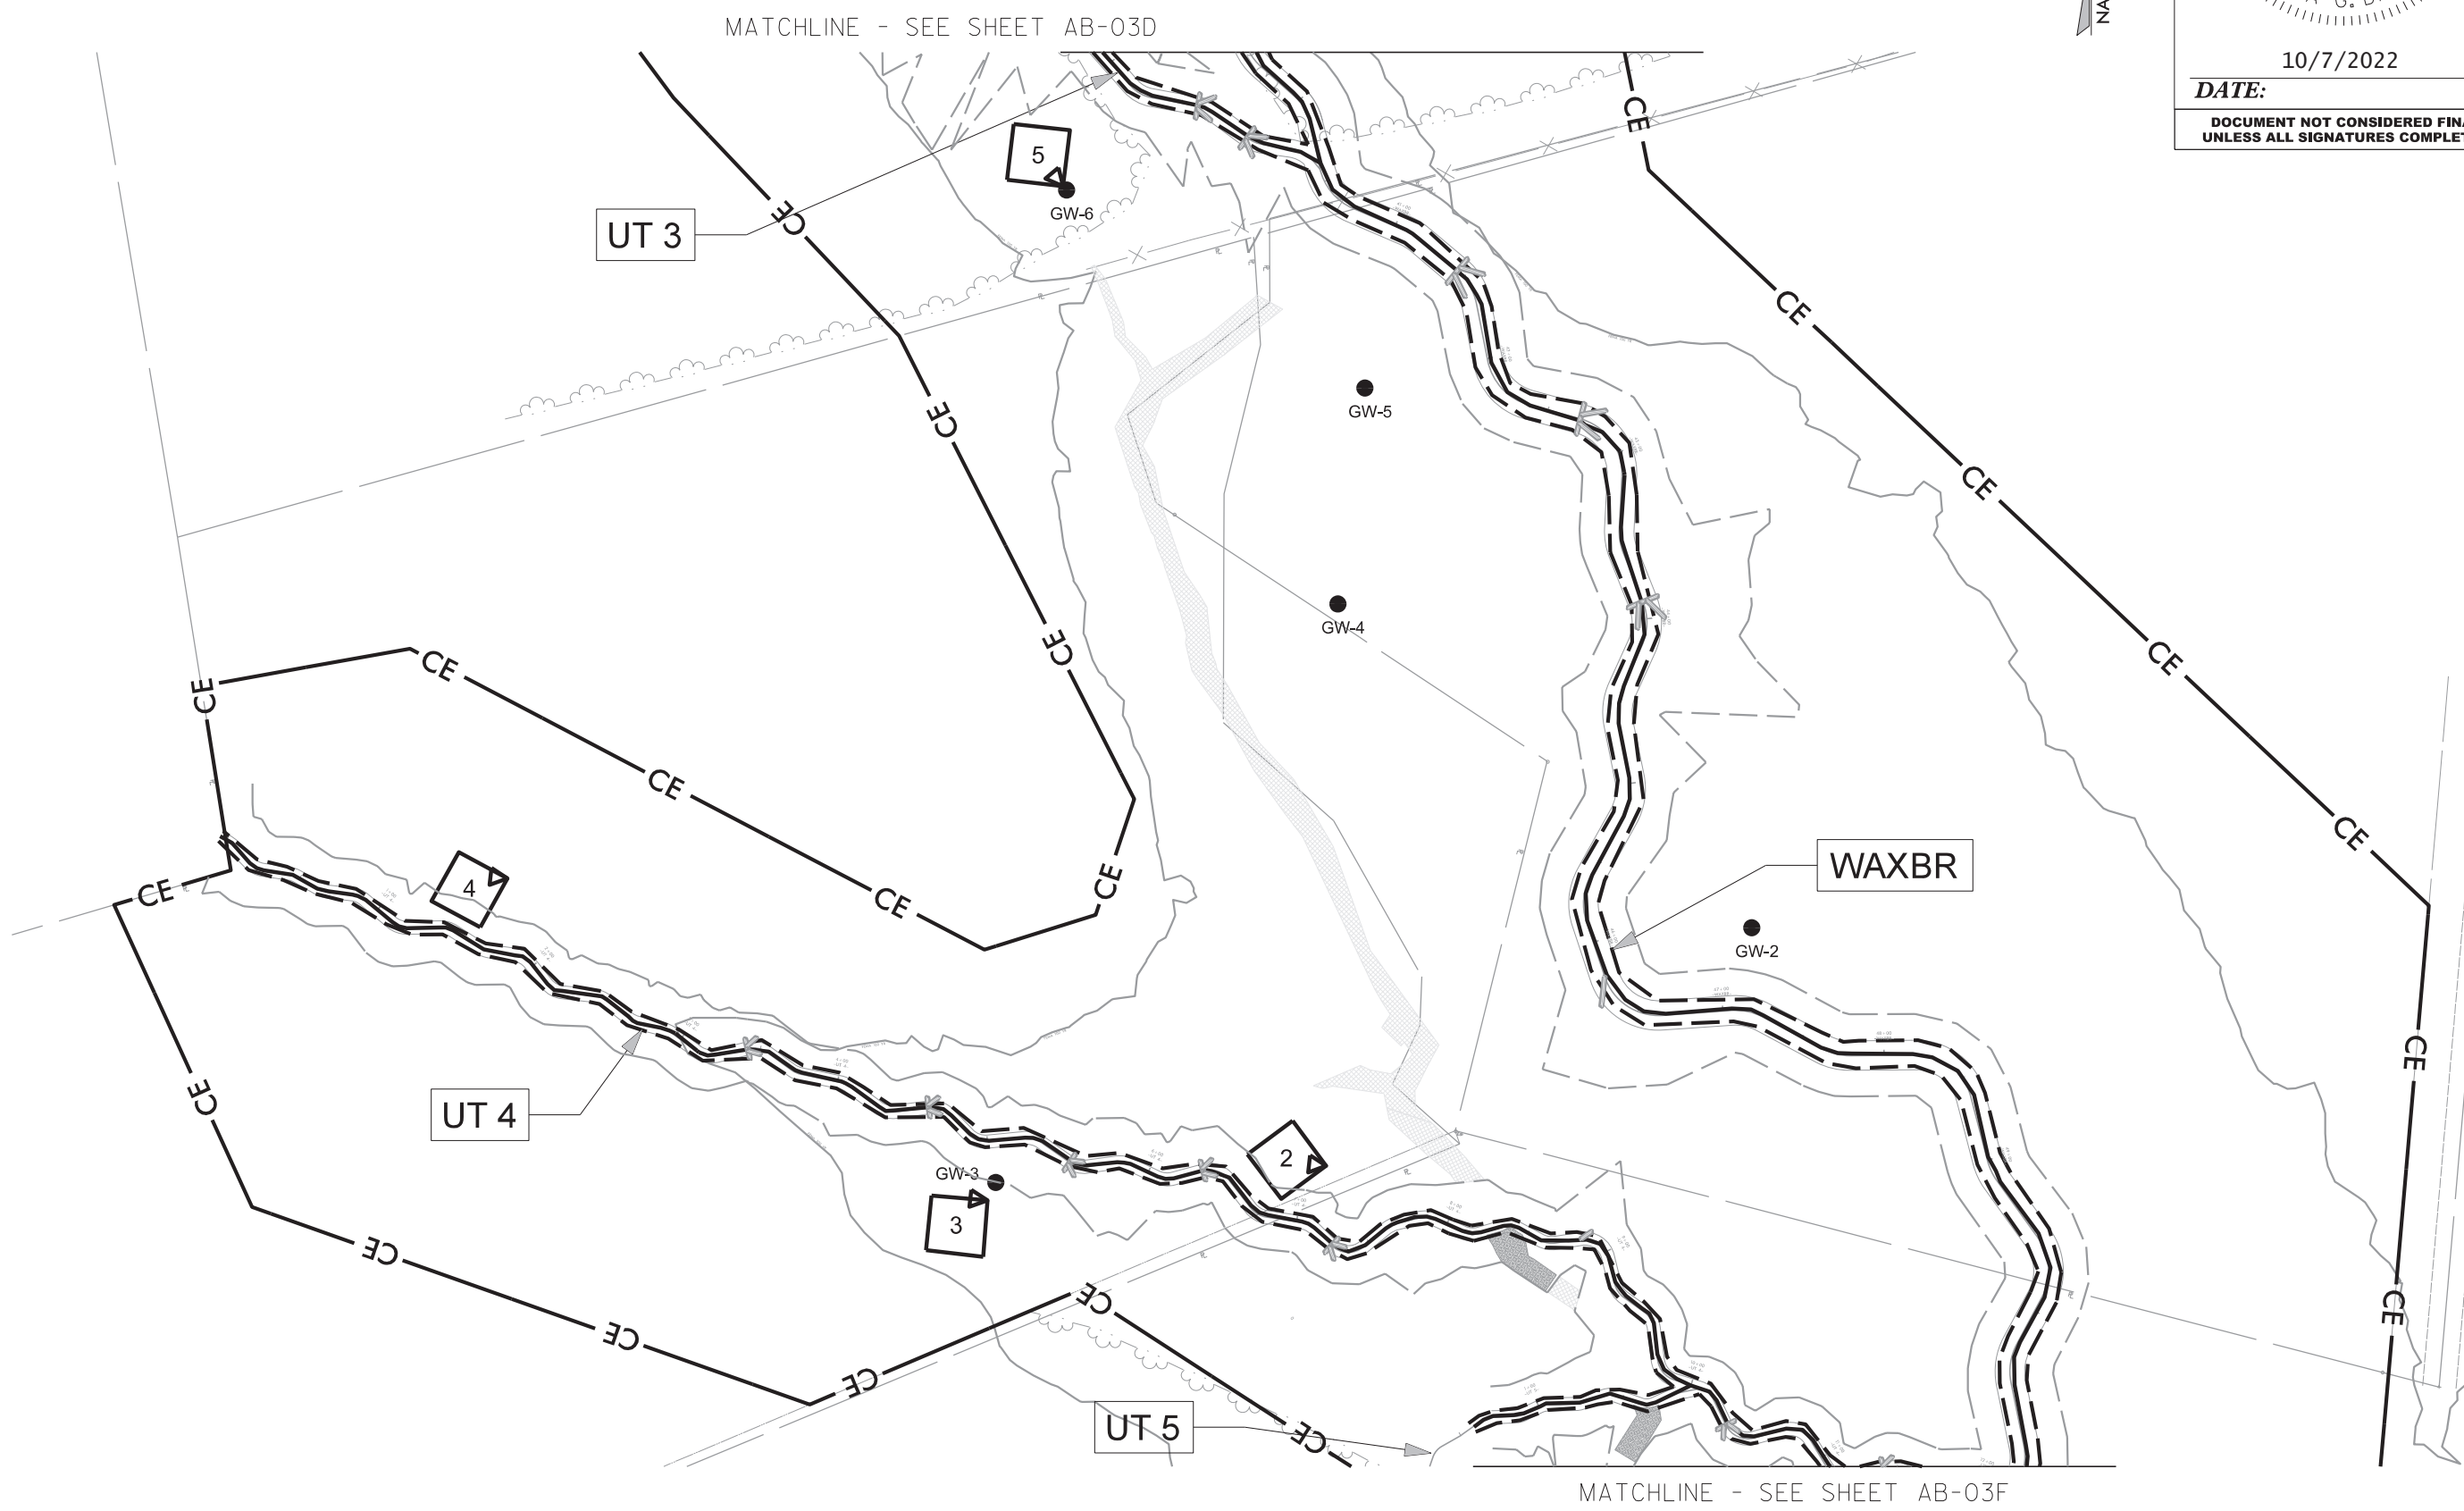 MATCHLINE - SEE SHEET AB-03D
NA
10/7/2022
DATE:
DOCUMENT NOT CONSIDERED FINA
UNLESS ALL SIGNATURES COMPLET
CE
5
GW-6
UT 3
CE
CE
CE
GW-5
CE
CE
GW-4
CE
CE
CE
CE
CE
CE
WAXBR
4
CE
CE
CE
GW-2
CE
CE
UT 4
2
GW-3
3
CE
CE
CE
CE
CE
UT 5
CE
MATCHLINE - SEE SHEET AB-03F